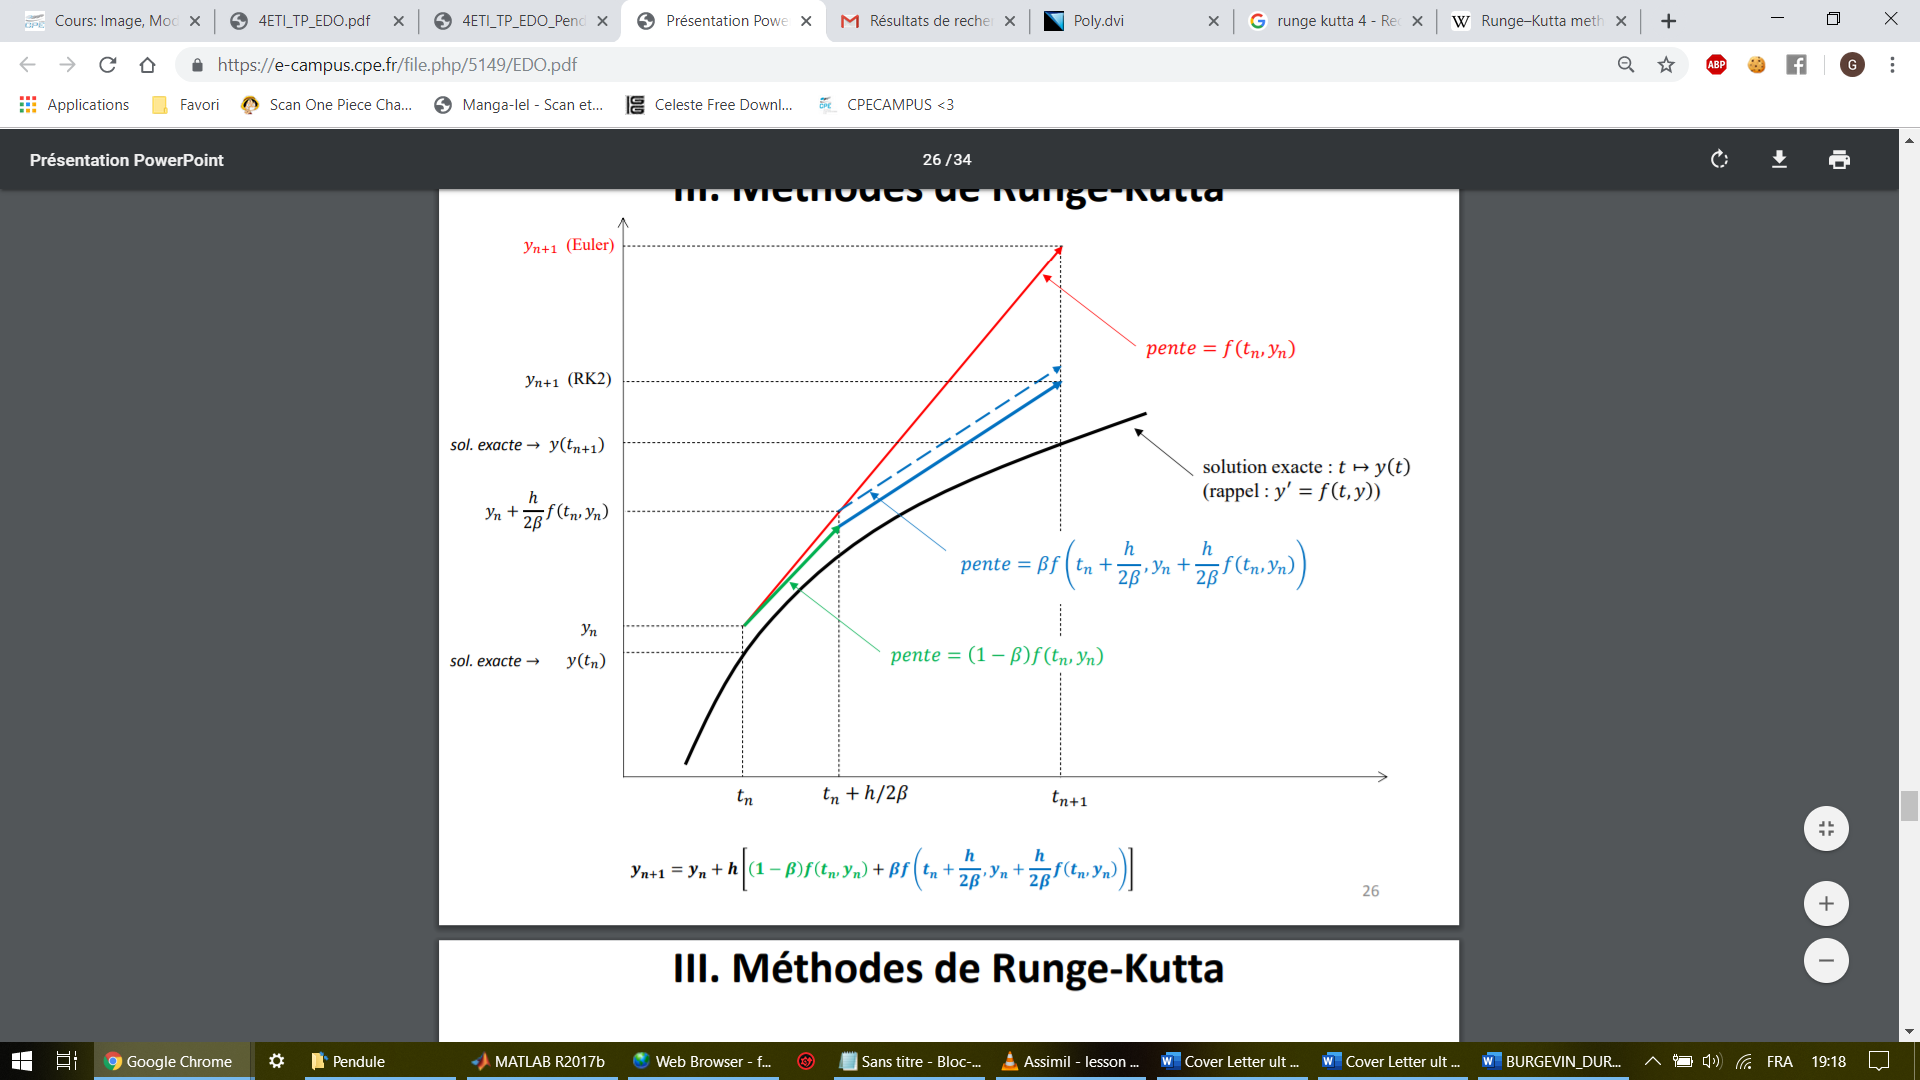 Cours: Image, Mod
4ETI_TP_EDO.pdf
4ETI_TP_EDO_Pend
Présentation Powe
Résultats de recher
Poly.dvi
runge kutta 4 - Rec
Runge–Kutta meth
https://e-campus.cpe.fr/file.php/5149/EDO.pdf
ABP
G
Applications
Favori
Scan One Piece Cha...
Manga-lel - Scan et...
Celeste Free Downl...
CPECAMPUS <3
Présentation PowerPoint
26 / 34
III. Méthodes de Runge-Kutta
yₙ₊₁ (Euler)
pente = f(tₙ, yₙ)
yₙ₊₁ (RK2)
sol. exacte → y(tₙ₊₁)
solution exacte : t ↦ y(t)
(rappel : y′ = f(t, y))
yₙ + h/2β f(tₙ, yₙ)
pente = βf(tₙ + h/2β, yₙ + h/2β f(tₙ, yₙ))
yₙ
pente = (1 − β)f(tₙ, yₙ)
sol. exacte → y(tₙ)
tₙ
tₙ + h/2β
tₙ₊₁
yₙ₊₁ = yₙ + h[(1 − β)f(tₙ, yₙ) + βf(tₙ + h/2β, yₙ + h/2β f(tₙ, yₙ))]
26
III. Méthodes de Runge-Kutta
Google Chrome
Pendule
MATLAB R2017b
Web Browser - f...
Sans titre - Bloc-...
Assimil - lesson ...
Cover Letter ult ...
Cover Letter ult ...
BURGEVIN_DUR...
FRA
19:18